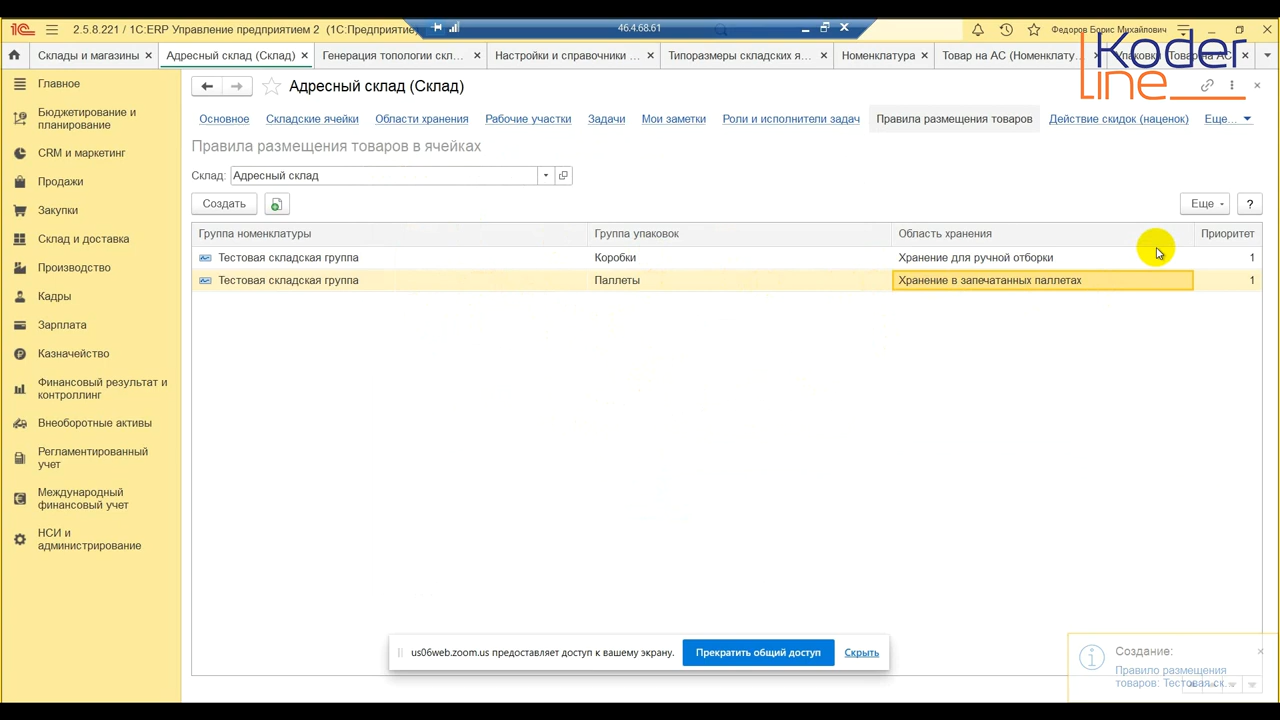 2.5.8.221 / 1С:ERP Управление предприятием 2 (1С:Предприятие
46.4.68.61
Федоров Борис Михайлович
Koder
line
Склады и магазины
Адресный склад (Склад)
Генерация топологии
Настройки и справочники ...
Типоразмеры складских я...
Номенклатура
Товар на АС (Номенклату...
Упаковка (Товар на АС
Главное
Бюджетирование и
планирование
CRM и маркетинг
Продажи
Закупки
Склад и доставка
Производство
Кадры
Зарплата
Казначейство
Финансовый результат и
контроллинг
Внеоборотные активы
Регламентированный
учет
Международный
финансовый учет
НСИ и
администрирование
Адресный склад (Склад)
Основное Складские ячейки Области хранения Рабочие участки Задачи Мои заметки Роли и исполнители задач Правила размещения товаров Действие скидок (наценок) Еще...
Правила размещения товаров в ячейках
Склад: Адресный склад
Создать Еще ?
Группа номенклатуры Группа упаковок Область хранения Приоритет
Тестовая складская группа Коробки Хранение для ручной отборки 1
Тестовая складская группа Паллеты Хранение в запечатанных паллетах 1
us06web.zoom.us предоставляет доступ к вашему экрану. Прекратить общий доступ Скрыть
Создание:
Правило размещения
товаров: Тестовая ск...